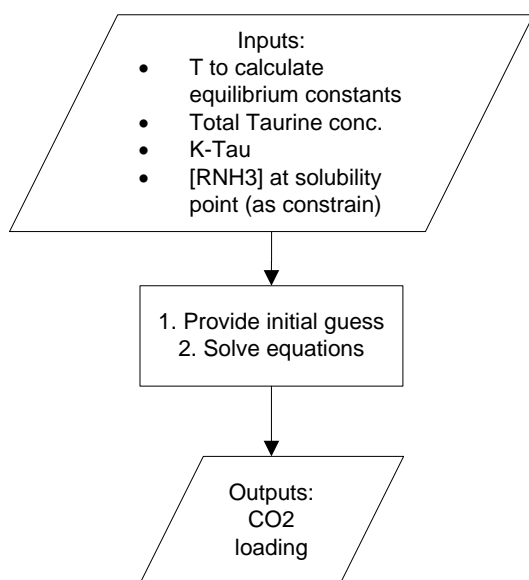 Inputs:
• T to calculate
equilibrium constants
• Total Taurine conc.
• K-Tau
• [RNH3] at solubility
point (as constrain)
1. Provide initial guess
2. Solve equations
Outputs:
CO2
loading